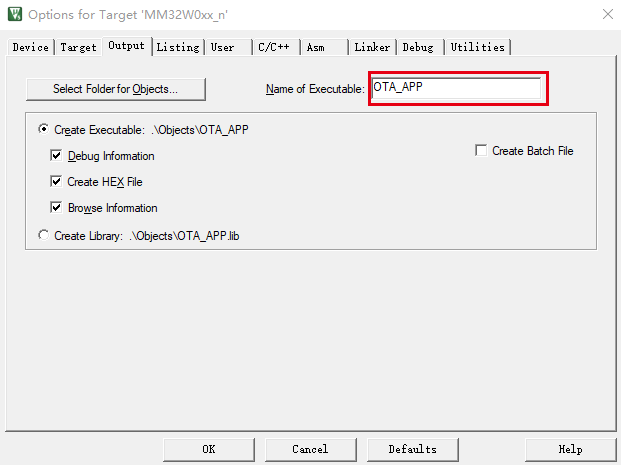 Options for Target 'MM32W0xx_n'
Device Target Output Listing User C/C++ Asm Linker Debug Utilities
Select Folder for Objects... Name of Executable: OTA_APP
Create Executable: .\Objects\OTA_APP
Debug Information Create Batch File
Create HEX File
Browse Information
Create Library: .\Objects\OTA_APP.lib
OK Cancel Defaults Help